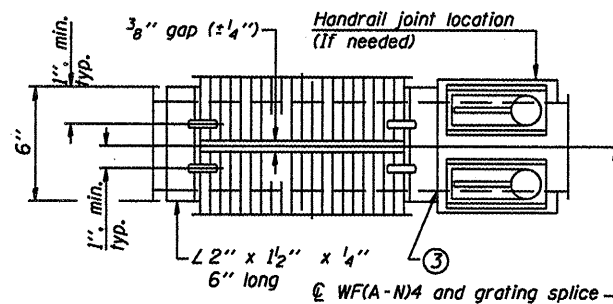 3/8" gap (±1/4")
Handrail joint location
(If needed)
1". min.
typ.
6"
1". min.
typ.
∠ 2" x 1 1/2" x 1/4"
6" long
3
℄ WF(A-N)4 and grating splice